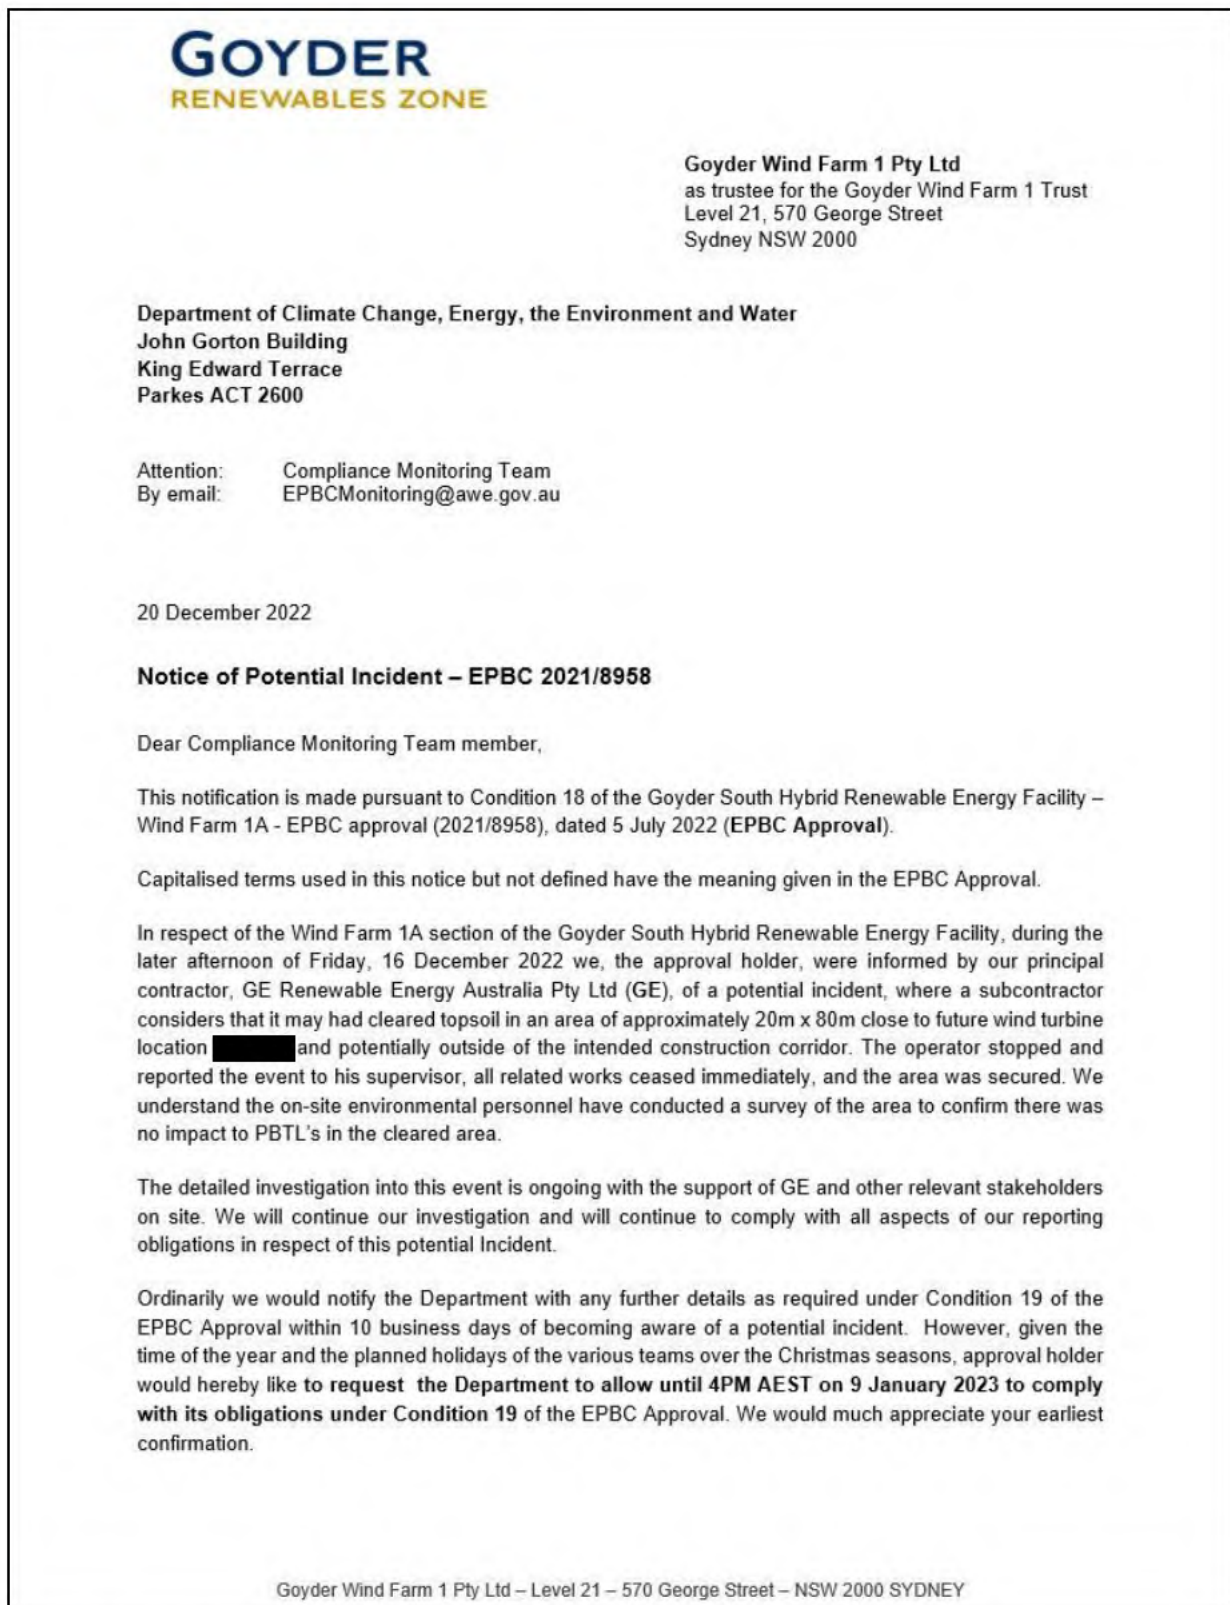 GOYDER
RENEWABLES ZONE
Goyder Wind Farm 1 Pty Ltd
as trustee for the Goyder Wind Farm 1 Trust
Level 21, 570 George Street
Sydney NSW 2000
Department of Climate Change, Energy, the Environment and Water
John Gorton Building
King Edward Terrace
Parkes ACT 2600
Attention: Compliance Monitoring Team
By email: EPBCMonitoring@awe.gov.au
20 December 2022
Notice of Potential Incident – EPBC 2021/8958
Dear Compliance Monitoring Team member,
This notification is made pursuant to Condition 18 of the Goyder South Hybrid Renewable Energy Facility –
Wind Farm 1A - EPBC approval (2021/8958), dated 5 July 2022 (EPBC Approval).
Capitalised terms used in this notice but not defined have the meaning given in the EPBC Approval.
In respect of the Wind Farm 1A section of the Goyder South Hybrid Renewable Energy Facility, during the
later afternoon of Friday, 16 December 2022 we, the approval holder, were informed by our principal
contractor, GE Renewable Energy Australia Pty Ltd (GE), of a potential incident, where a subcontractor
considers that it may had cleared topsoil in an area of approximately 20m x 80m close to future wind turbine
location and potentially outside of the intended construction corridor. The operator stopped and
reported the event to his supervisor, all related works ceased immediately, and the area was secured. We
understand the on-site environmental personnel have conducted a survey of the area to confirm there was
no impact to PBTL's in the cleared area.
The detailed investigation into this event is ongoing with the support of GE and other relevant stakeholders
on site. We will continue our investigation and will continue to comply with all aspects of our reporting
obligations in respect of this potential Incident.
Ordinarily we would notify the Department with any further details as required under Condition 19 of the
EPBC Approval within 10 business days of becoming aware of a potential incident. However, given the
time of the year and the planned holidays of the various teams over the Christmas seasons, approval holder
would hereby like to request the Department to allow until 4PM AEST on 9 January 2023 to comply
with its obligations under Condition 19 of the EPBC Approval. We would much appreciate your earliest
confirmation.
Goyder Wind Farm 1 Pty Ltd – Level 21 – 570 George Street – NSW 2000 SYDNEY